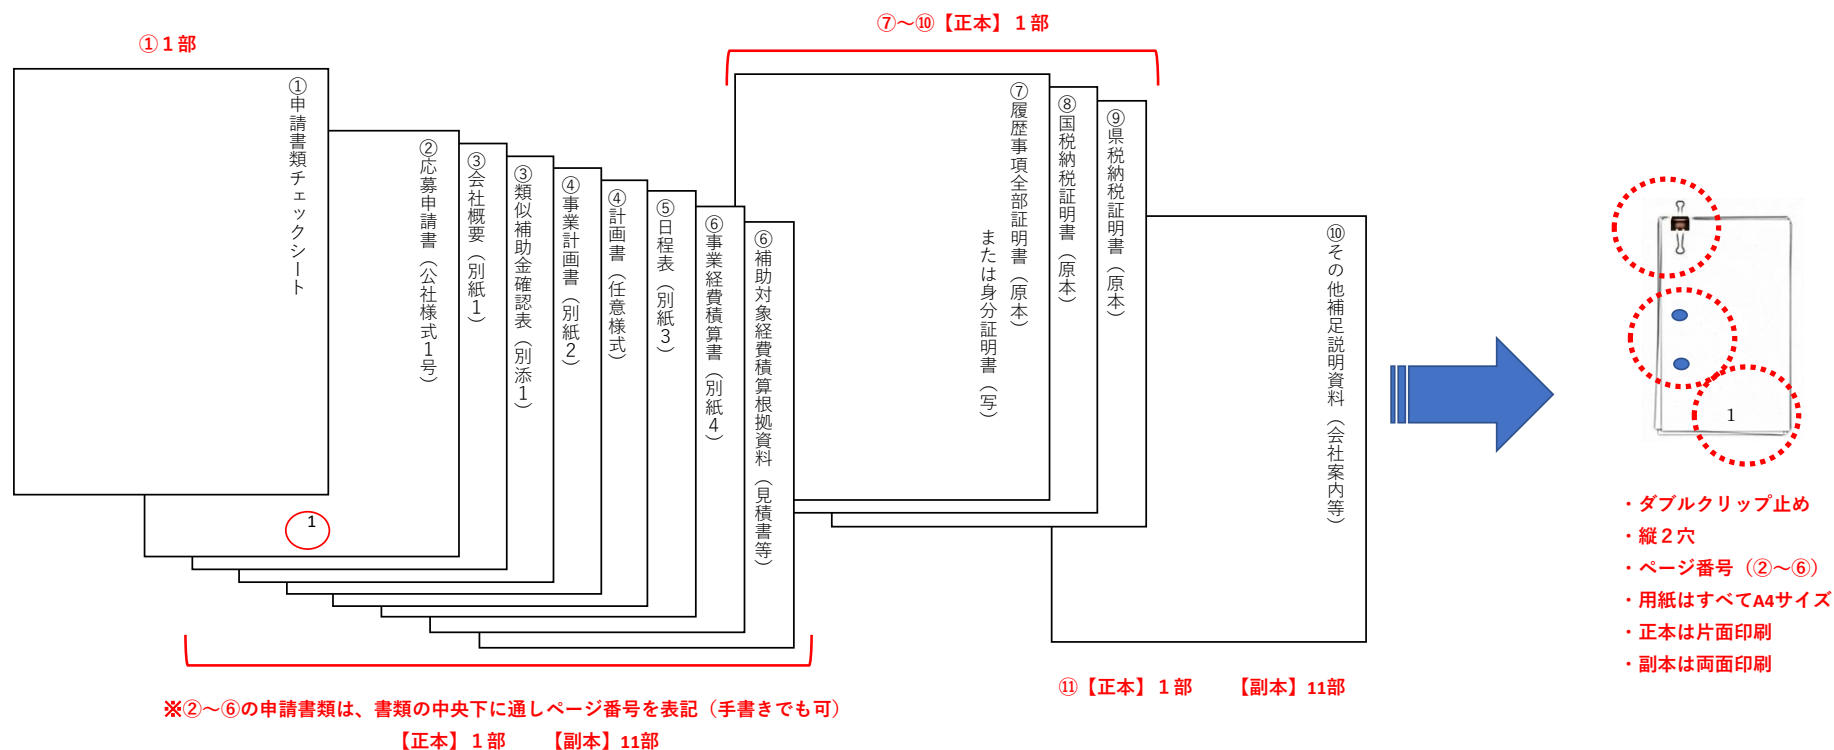 ①１部
⑦～⑩【正本】１部
①申請書類チェックシート
②応募申請書（公社様式１号）
③会社概要（別紙１）
③類似補助金確認表（別添１）
④事業計画書（別紙２）
④計画書（任意様式）
⑤日程表（別紙３）
⑥事業経費積算書（別紙４）
⑥補助対象経費積算根拠資料（見積書等）
⑦履歴事項全部証明書（原本）
または身分証明書（写）
⑧国税納税証明書（原本）
⑨県税納税証明書（原本）
⑩その他補足説明資料（会社案内等）
1
1
※②～⑥の申請書類は、書類の中央下に通しページ番号を表記（手書きでも可）
【正本】１部　【副本】11部
⑪【正本】１部　【副本】11部
・ダブルクリップ止め
・縦２穴
・ページ番号（②～⑥）
・用紙はすべてA4サイズ
・正本は片面印刷
・副本は両面印刷